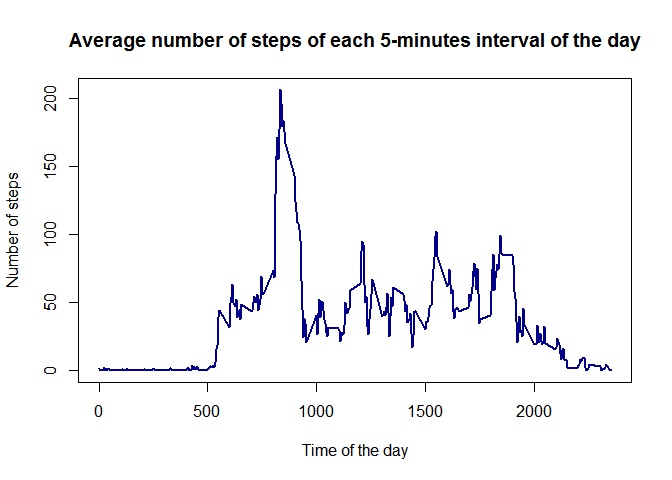 Average number of steps of each 5-minutes interval of the day
Number of steps
200
150
100
50
0
0 500 1000 1500 2000
Time of the day